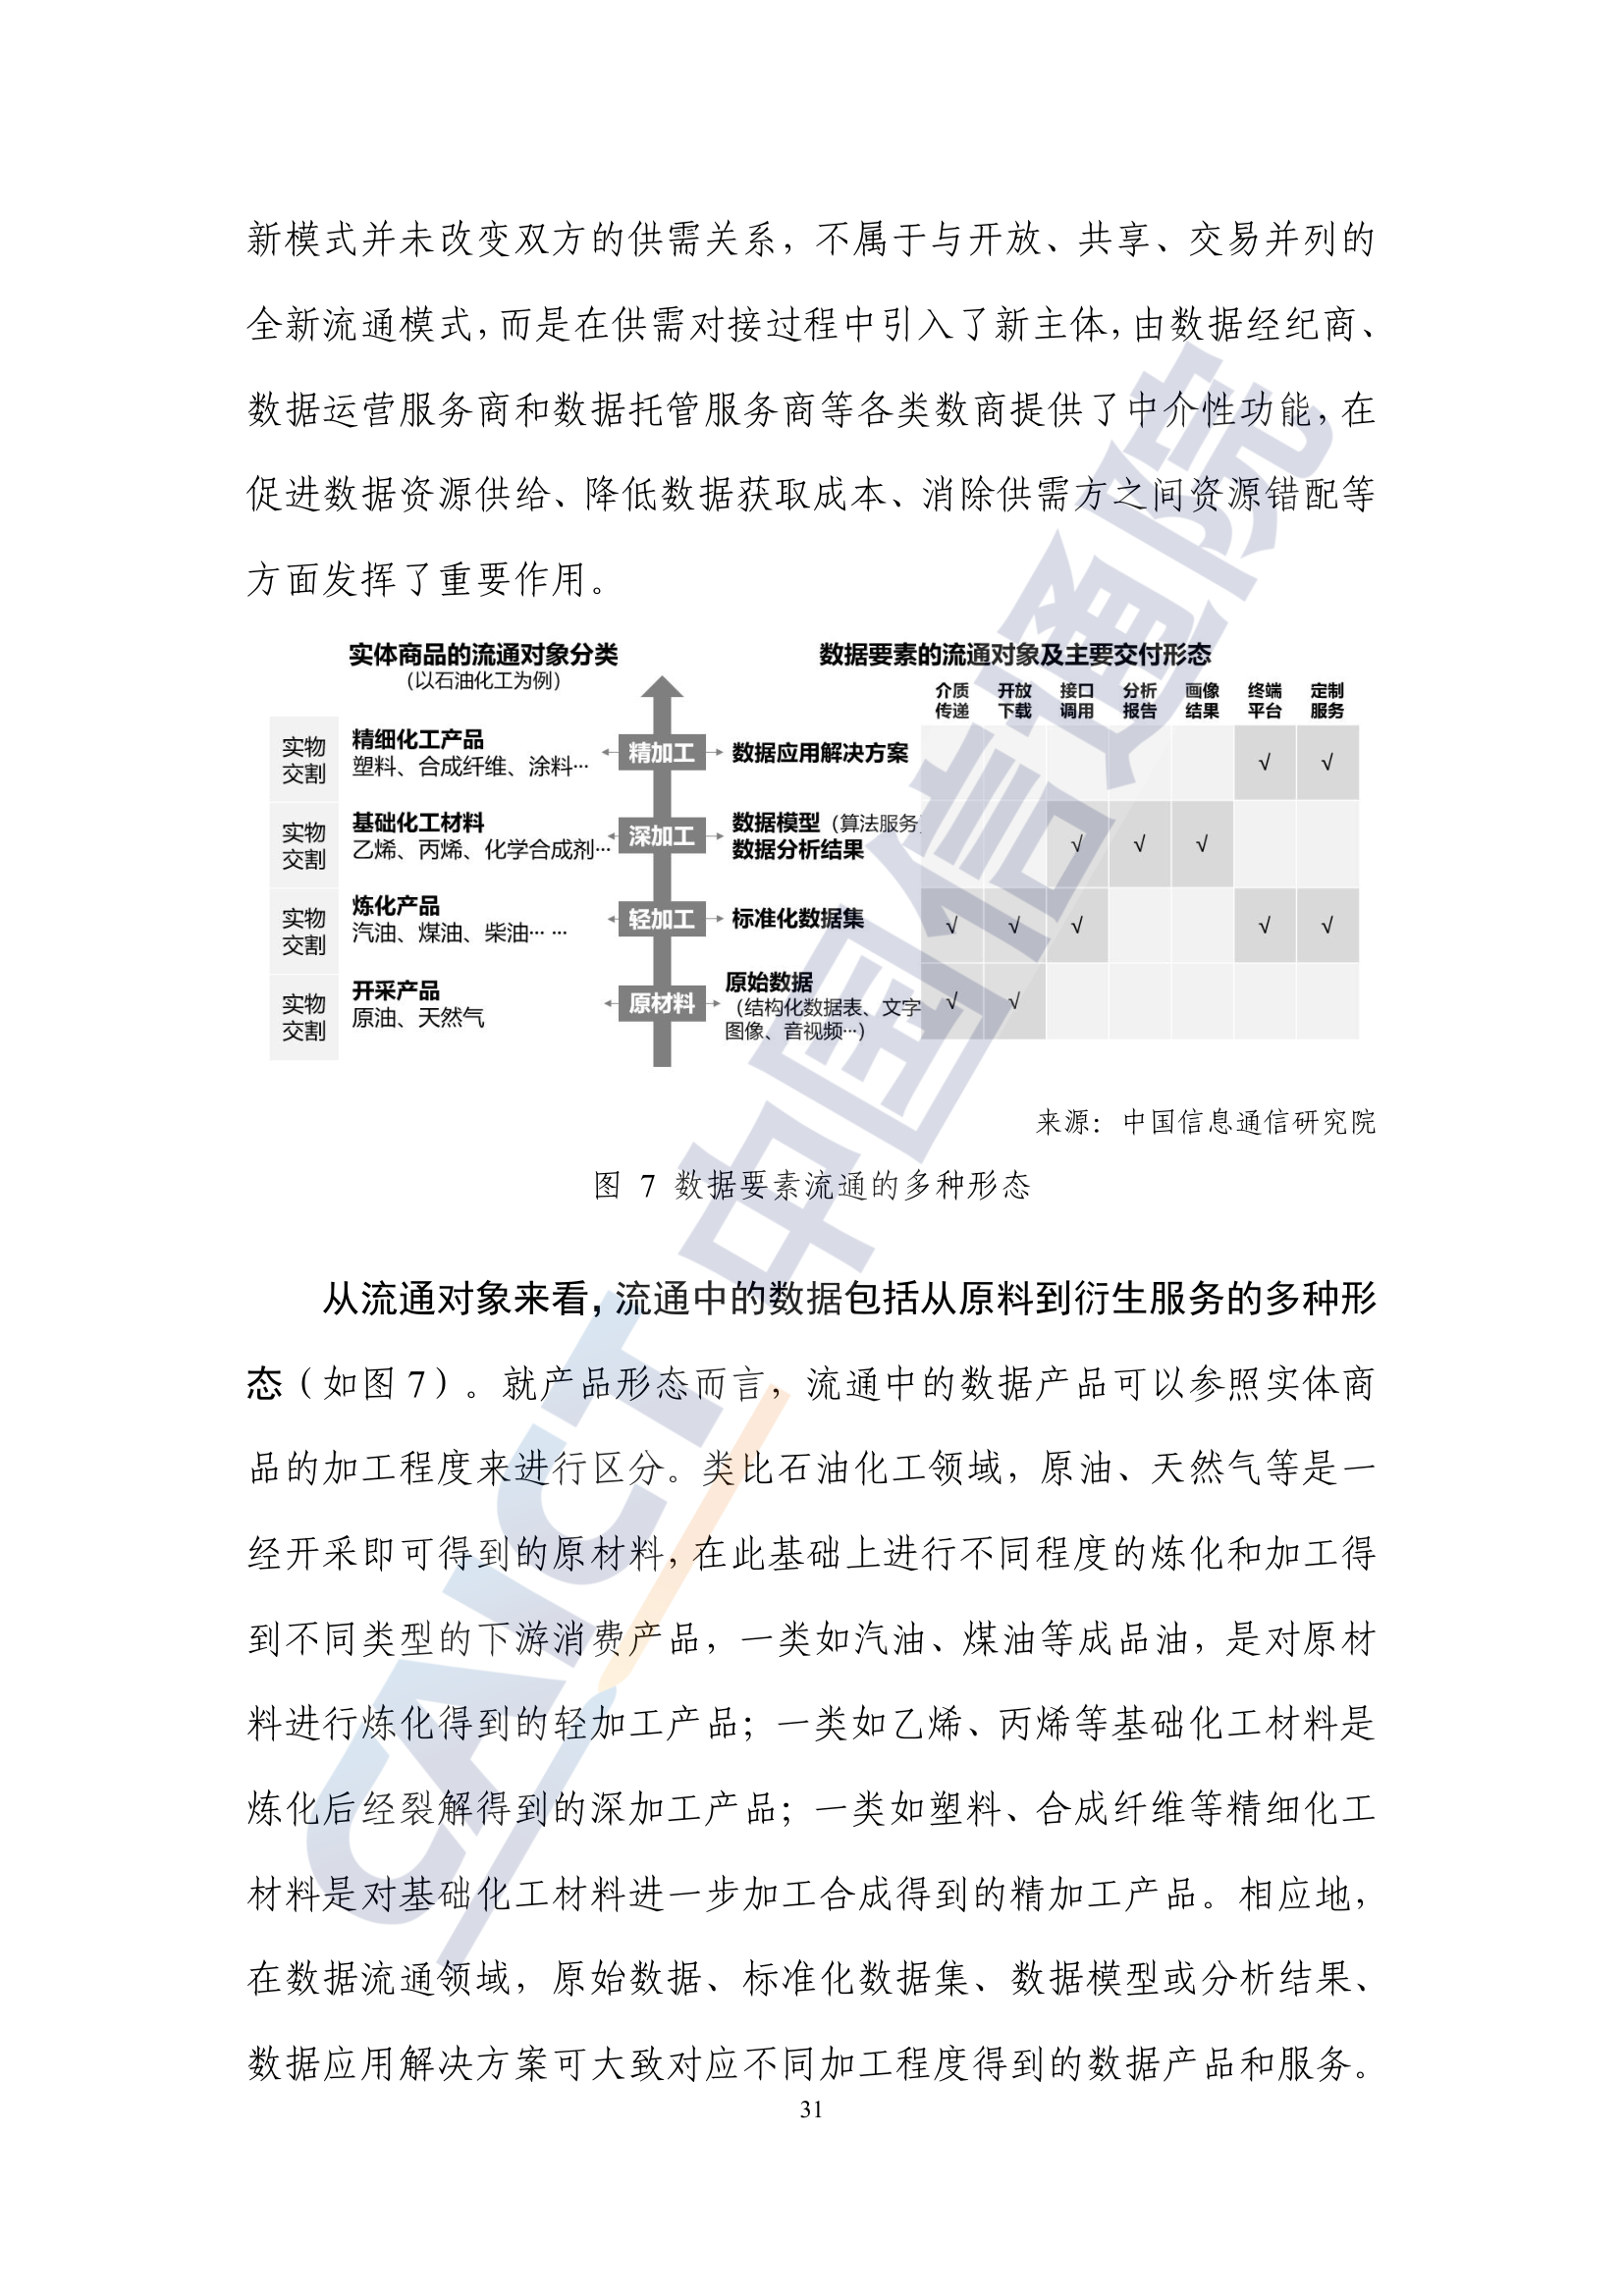 新模式并未改变双方的供需关系，不属于与开放、共享、交易并列的
全新流通模式，而是在供需对接过程中引入了新主体，由数据经纪商、
数据运营服务商和数据托管服务商等各类数商提供了中介性功能，在
促进数据资源供给、降低数据获取成本、消除供需方之间资源错配等
方面发挥了重要作用。
实体商品的流通对象分类
（以石油化工为例）
数据要素的流通对象及主要交付形态
介质传递 开放下载 接口调用 分析报告 画像结果 终端平台 定制服务
实物交割
精细化工产品
塑料、合成纤维、涂料…
精加工
数据应用解决方案
√ √
实物交割
基础化工材料
乙烯、丙烯、化学合成剂…
深加工
数据模型（算法服务
数据分析结果
√ √ √
实物交割
炼化产品
汽油、煤油、柴油… …
轻加工
标准化数据集
√ √ √ √ √
实物交割
开采产品
原油、天然气
原材料
原始数据
（结构化数据表、文字
图像、音视频…）
√ √
来源：中国信息通信研究院
图 7 数据要素流通的多种形态
从流通对象来看，流通中的数据包括从原料到衍生服务的多种形
态（如图 7）。就产品形态而言，流通中的数据产品可以参照实体商
品的加工程度来进行区分。类比石油化工领域，原油、天然气等是一
经开采即可得到的原材料，在此基础上进行不同程度的炼化和加工得
到不同类型的下游消费产品，一类如汽油、煤油等成品油，是对原材
料进行炼化得到的轻加工产品；一类如乙烯、丙烯等基础化工材料是
炼化后经裂解得到的深加工产品；一类如塑料、合成纤维等精细化工
材料是对基础化工材料进一步加工合成得到的精加工产品。相应地，
在数据流通领域，原始数据、标准化数据集、数据模型或分析结果、
数据应用解决方案可大致对应不同加工程度得到的数据产品和服务。
31
CAICT 中国信通院